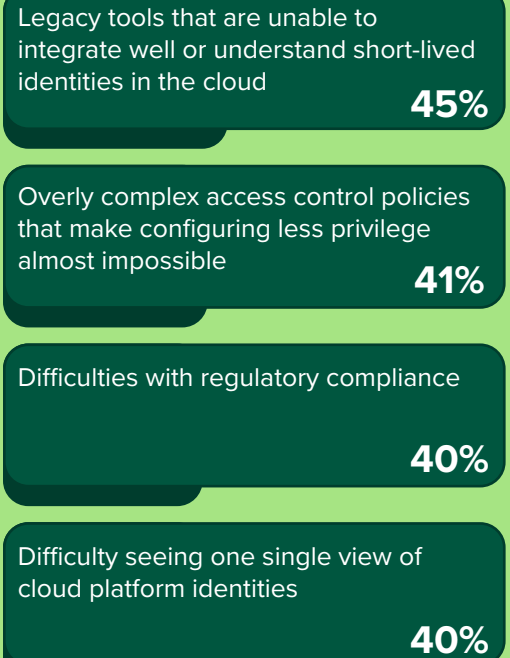 Legacy tools that are unable to
integrate well or understand short-lived
identities in the cloud
45%
Overly complex access control policies
that make configuring less privilege
almost impossible
41%
Difficulties with regulatory compliance
40%
Difficulty seeing one single view of
cloud platform identities
40%